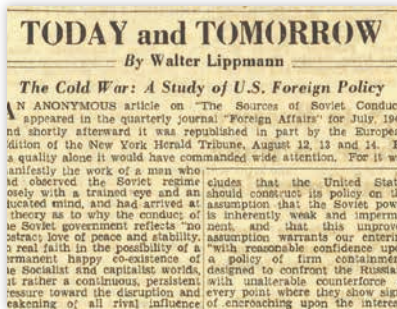 TODAY and TOMORROW
By Walter Lippmann
The Cold War: A Study of U.S. Foreign Policy
AN ANONYMOUS article on "The Sources of Soviet Conduc
appeared in the quarterly journal "Foreign Affairs" for July, 194
nd shortly afterward it was republished in part by the Europea
dition of the New York Herald Tribune, August 12, 13 and 14.
s quality alone it would have commanded wide attention. For it w
anifestly the work of a man who
ad observed the Soviet regime
osely with a trained eye and an
ducated mind, and had arrived at
theory as to why the conduct of
he Soviet government reflects "no
bstract love of peace and stability,
o real faith in the possibility of a
ermanent happy co-existence of
he Socialist and capitalist worlds,
ut rather a continuous, persistent
ressure toward the disruption and
eakening of all rival influence
cludes that the United Stat
should construct its policy on th
assumption that the Soviet pow
is inherently weak and imperm
nent, and that this unprov
assumption warrants our enterin
"with reasonable confidence upo
a policy of firm containmen
designed to confront the Russia
with unalterable counterforce
every point where they show sig
of encroaching upon the interes